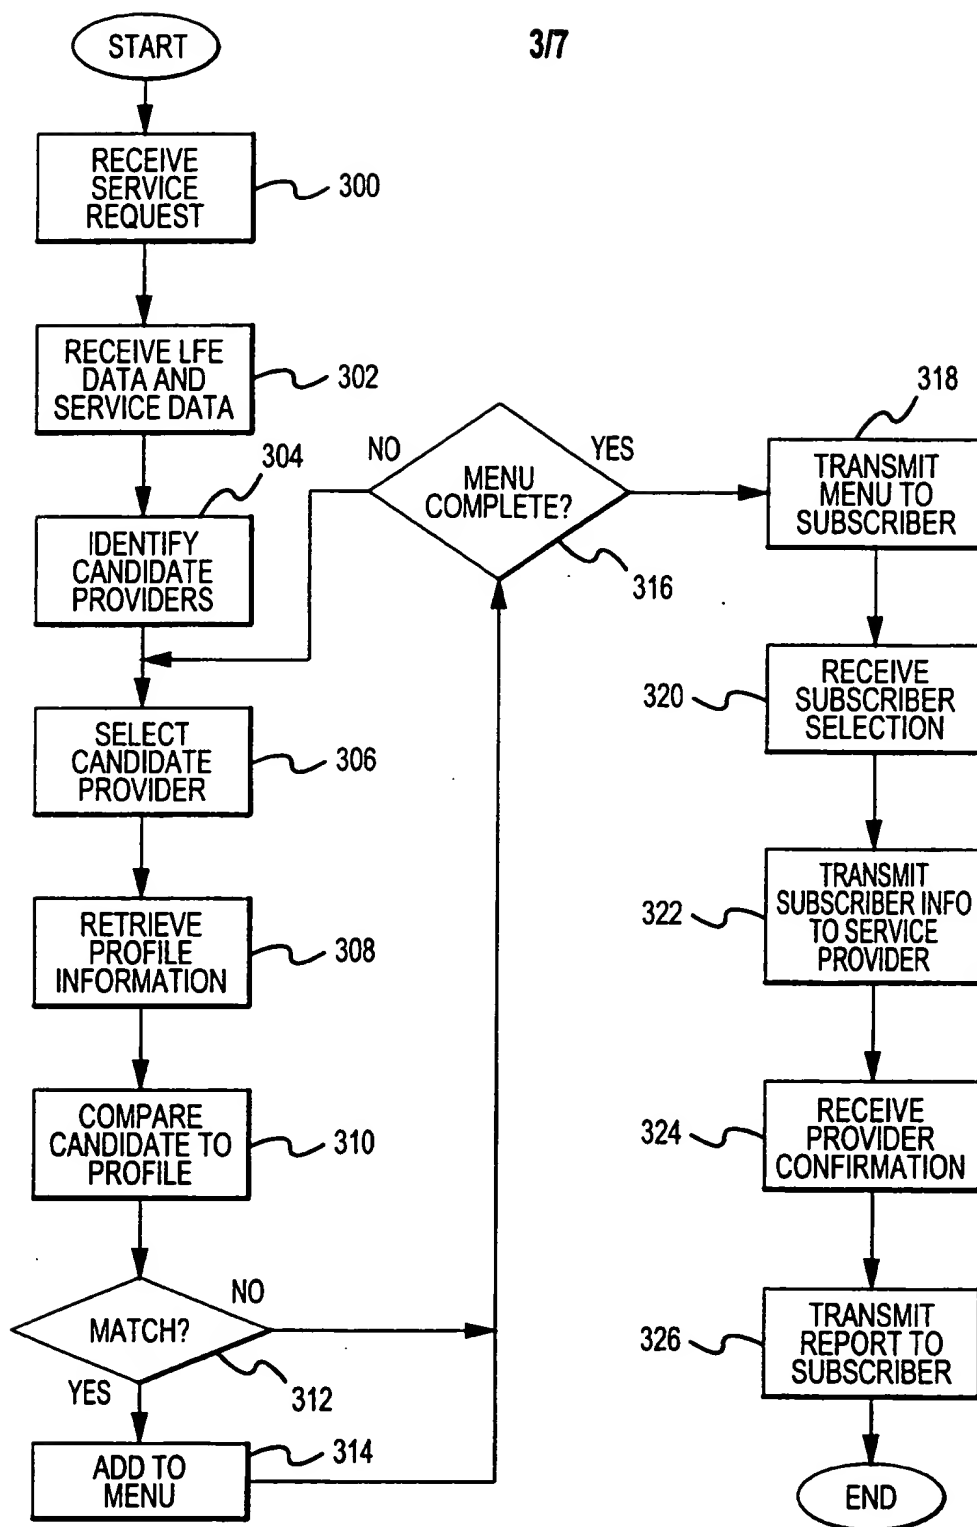 3/7
START
RECEIVE
SERVICE
REQUEST
300
RECEIVE LFE
DATA AND
SERVICE DATA
302
304
IDENTIFY
CANDIDATE
PROVIDERS
SELECT
CANDIDATE
PROVIDER
306
RETRIEVE
PROFILE
INFORMATION
308
COMPARE
CANDIDATE TO
PROFILE
310
MATCH?
NO
YES
312
ADD TO
MENU
314
NO
YES
MENU
COMPLETE?
316
318
TRANSMIT
MENU TO
SUBSCRIBER
320
RECEIVE
SUBSCRIBER
SELECTION
322
TRANSMIT
SUBSCRIBER INFO
TO SERVICE
PROVIDER
324
RECEIVE
PROVIDER
CONFIRMATION
326
TRANSMIT
REPORT TO
SUBSCRIBER
END